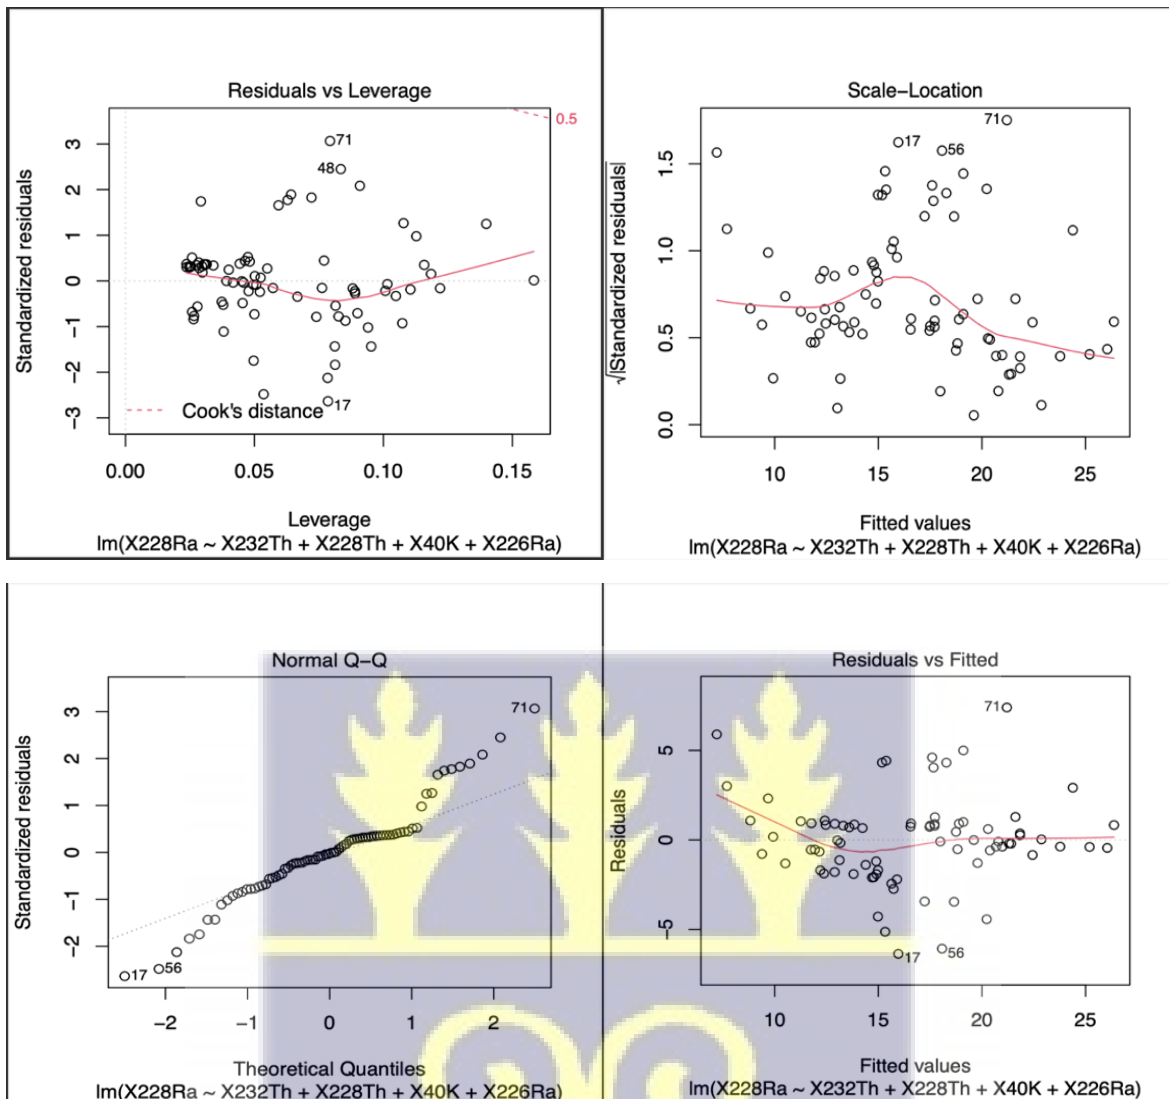 Residuals vs Leverage
Standardized residuals
3
2
1
0
−1
−2
−3
71
48
17
0.5
Cook's distance
0.00 0.05 0.10 0.15
Leverage
lm(X228Ra ~ X232Th + X228Th + X40K + X226Ra)
Scale−Location
√|Standardized residuals|
1.5
1.0
0.5
0.0
71
17
56
10 15 20 25
Fitted values
lm(X228Ra ~ X232Th + X228Th + X40K + X226Ra)
Normal Q−Q
Standardized residuals
3
2
1
0
−1
−2
71
17
56
−2 −1 0 1 2
Theoretical Quantiles
lm(X228Ra ~ X232Th + X228Th + X40K + X226Ra)
Residuals vs Fitted
Residuals
5
0
−5
71
17
56
10 15 20 25
Fitted values
lm(X228Ra ~ X232Th + X228Th + X40K + X226Ra)